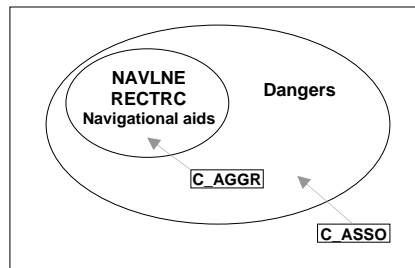 NAVLNE
RECTRC
Navigational aids
Dangers
C_AGGR
C_ASSO